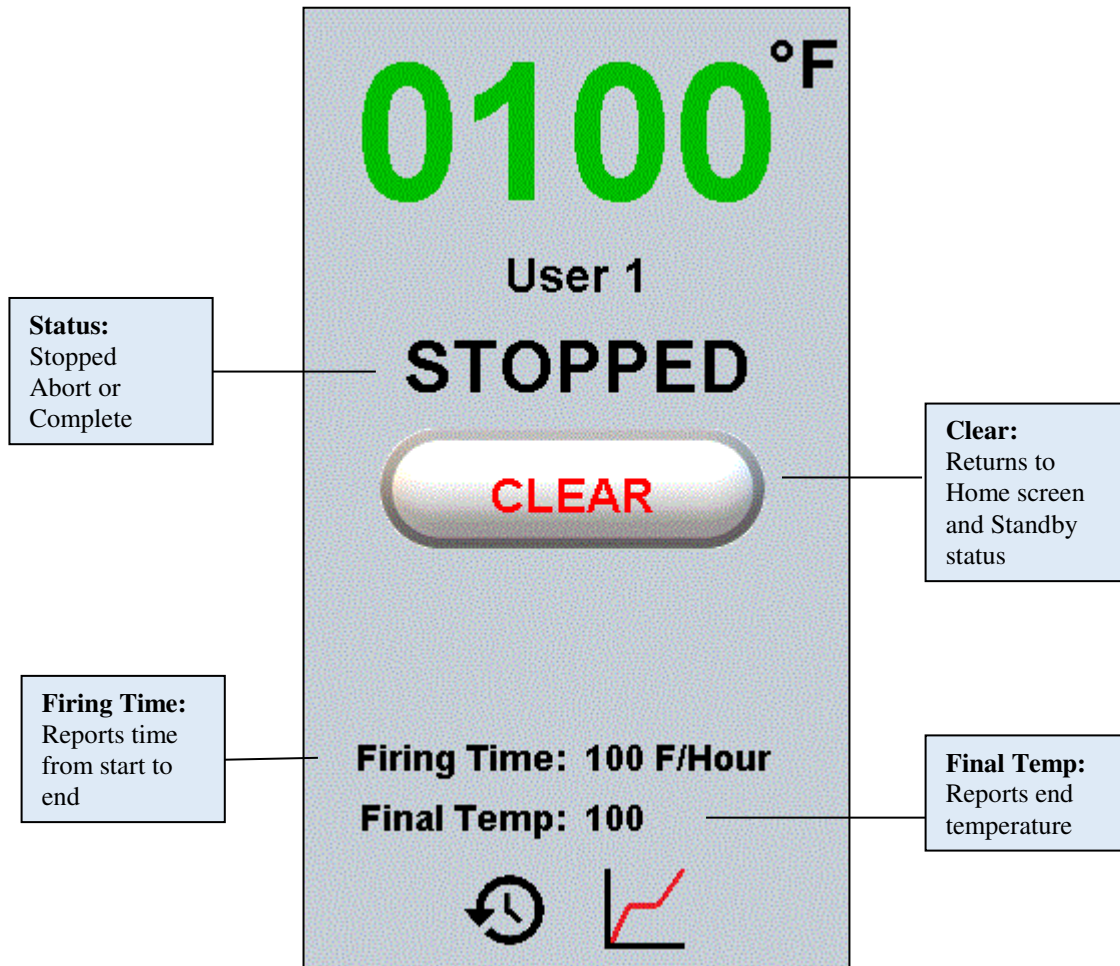 0100 °F
User 1
Status:
Stopped
Abort or
Complete
STOPPED
CLEAR
Clear:
Returns to
Home screen
and Standby
status
Firing Time:
Reports time
from start to
end
Firing Time: 100 F/Hour
Final Temp: 100
Final Temp:
Reports end
temperature